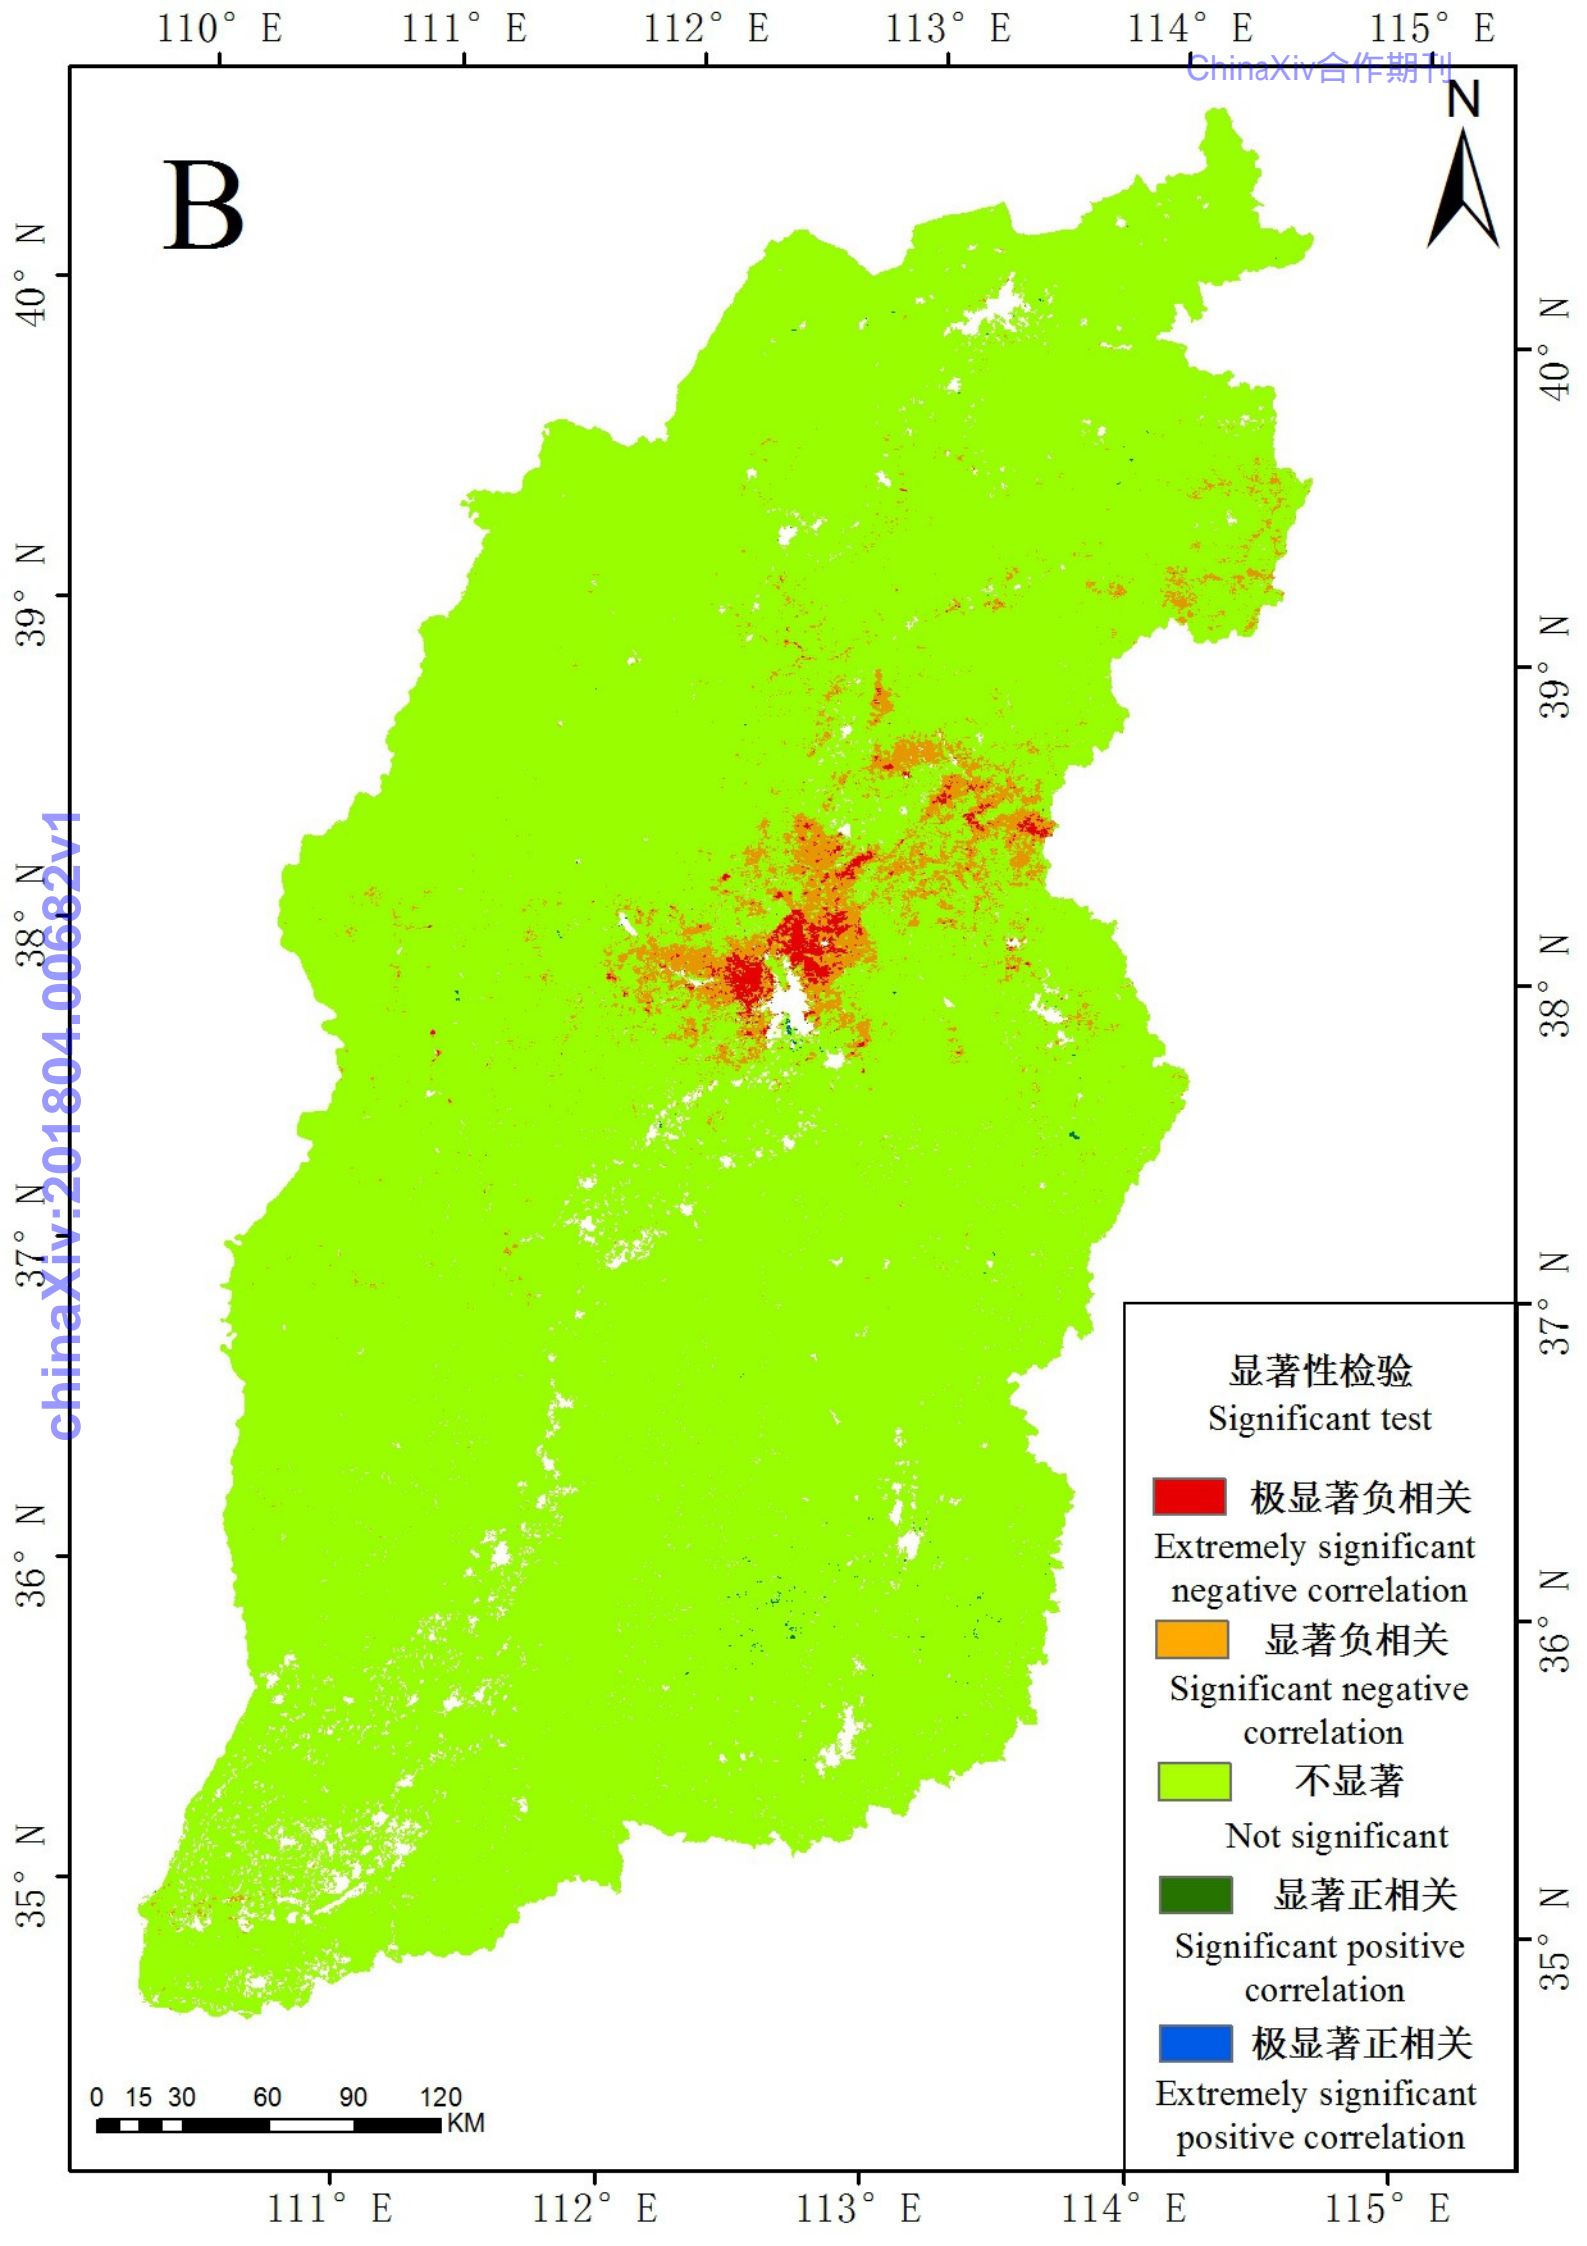 110° E 111° E 112° E 113° E 114° E 115° E
ChinaXiv合作期刊
N
B
40° N
39° N
38° N
37° N
36° N
35° N
chinaXiv:201804.00682v1
40° N
39° N
38° N
37° N
36° N
35° N
显著性检验
Significant test
极显著负相关
Extremely significant
negative correlation
显著负相关
Significant negative
correlation
不显著
Not significant
显著正相关
Significant positive
correlation
极显著正相关
Extremely significant
positive correlation
0 15 30 60 90 120
KM
111° E 112° E 113° E 114° E 115° E